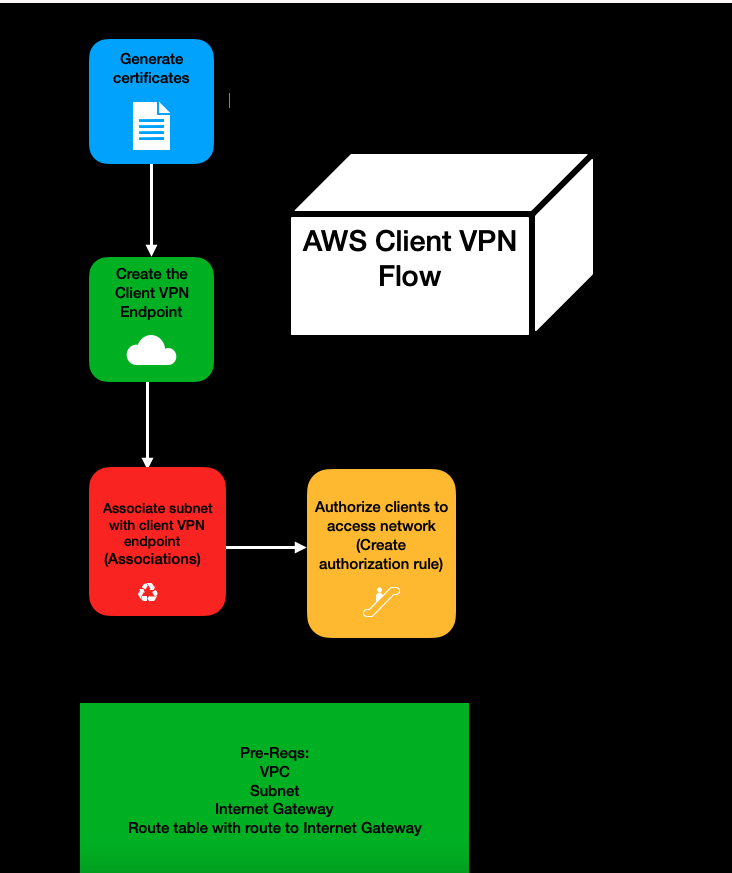 Generate
certificates
AWS Client VPN
Flow
Create the
Client VPN
Endpoint
Associate subnet
with client VPN
endpoint
(Associations)
Authorize clients to
access network
(Create
authorization rule)
Pre-Reqs:
VPC
Subnet
Internet Gateway
Route table with route to Internet Gateway